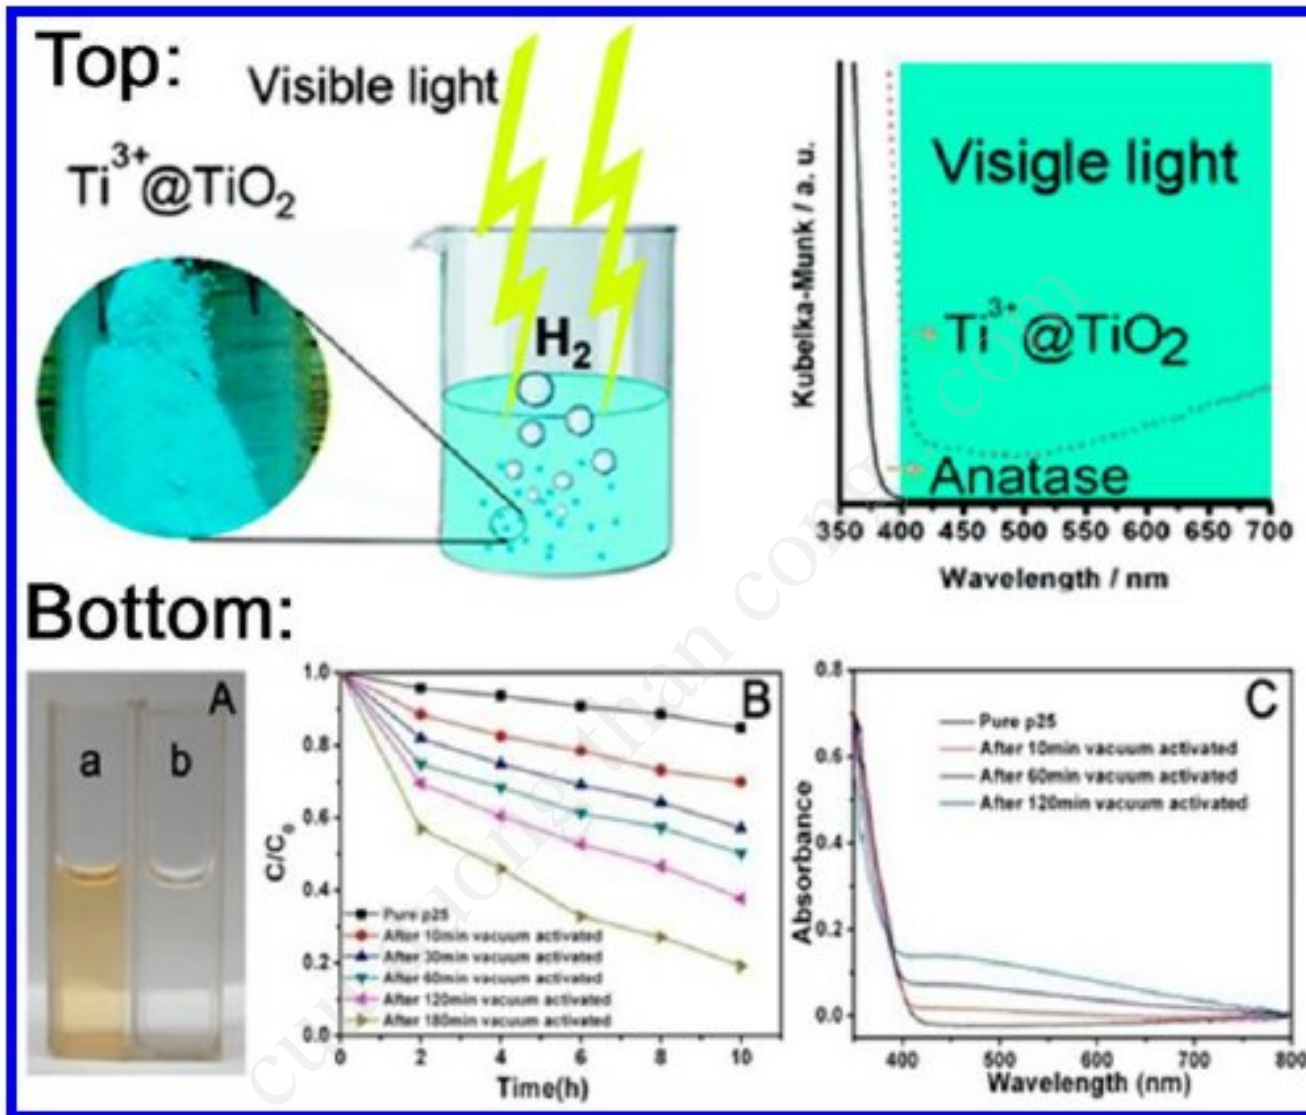 Top:
Visible light
Ti³⁺@TiO₂
H₂
Kubelka-Munk / a. u.
Visigle light
Ti³⁺@TiO₂
Anatase
350 400 450 500 550 600 650 700
Wavelength / nm
Bottom:
A
a b
B
C/C₀
1.0
0.8
0.6
0.4
0.2
0.0
Pure p25
After 10min vacuum activated
After 30min vacuum activated
After 60min vacuum activated
After 120min vacuum activated
After 180min vacuum activated
0 2 4 6 8 10
Time(h)
C
Absorbance
0.8
0.6
0.4
0.2
0.0
Pure p25
After 10min vacuum activated
After 60min vacuum activated
After 120min vacuum activated
400 500 600 700 800
Wavelength (nm)